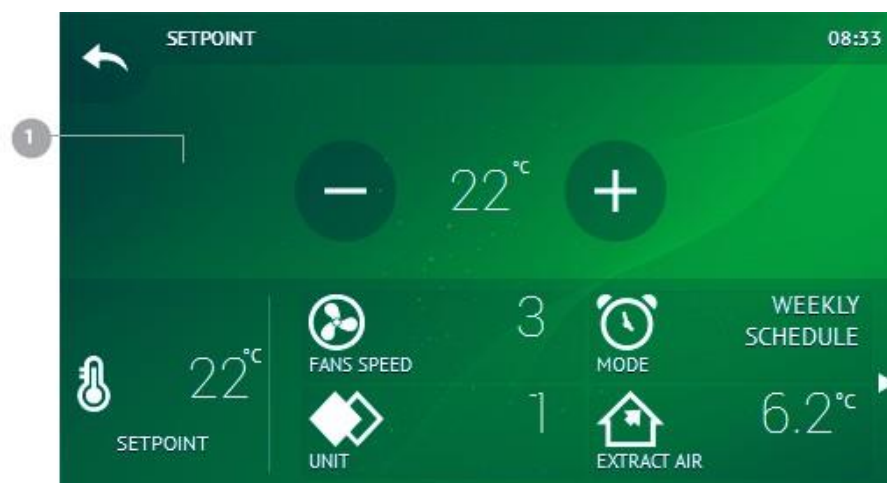 SETPOINT
08:33
1
22°C
22°C
SETPOINT
3
FANS SPEED
WEEKLY
SCHEDULE
MODE
1
UNIT
6.2°C
EXTRACT AIR